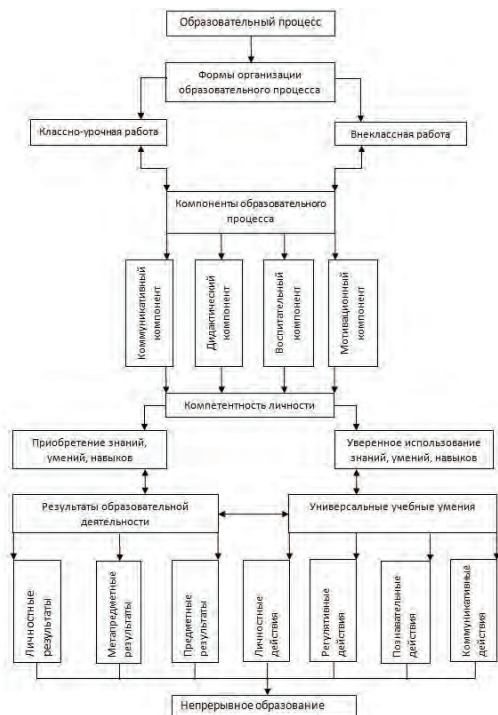 Образовательный процесс
Формы организации
образовательного процесса
Классно-урочная работа
Внеклассная работа
Компоненты образовательного
процесса
Коммуникативный
компонент
Дидактический
компонент
Воспитательный
компонент
Мотивационный
компонент
Компетентность личности
Приобретение знаний,
умений, навыков
Уверенное использование
знаний, умений, навыков
Результаты образовательной
деятельности
Универсальные учебные умения
Личностные
результаты
Метапредметные
результаты
Предметные
результаты
Личностные
действия
Регулятивные
действия
Познавательные
действия
Коммуникативные
действия
Непрерывное образование